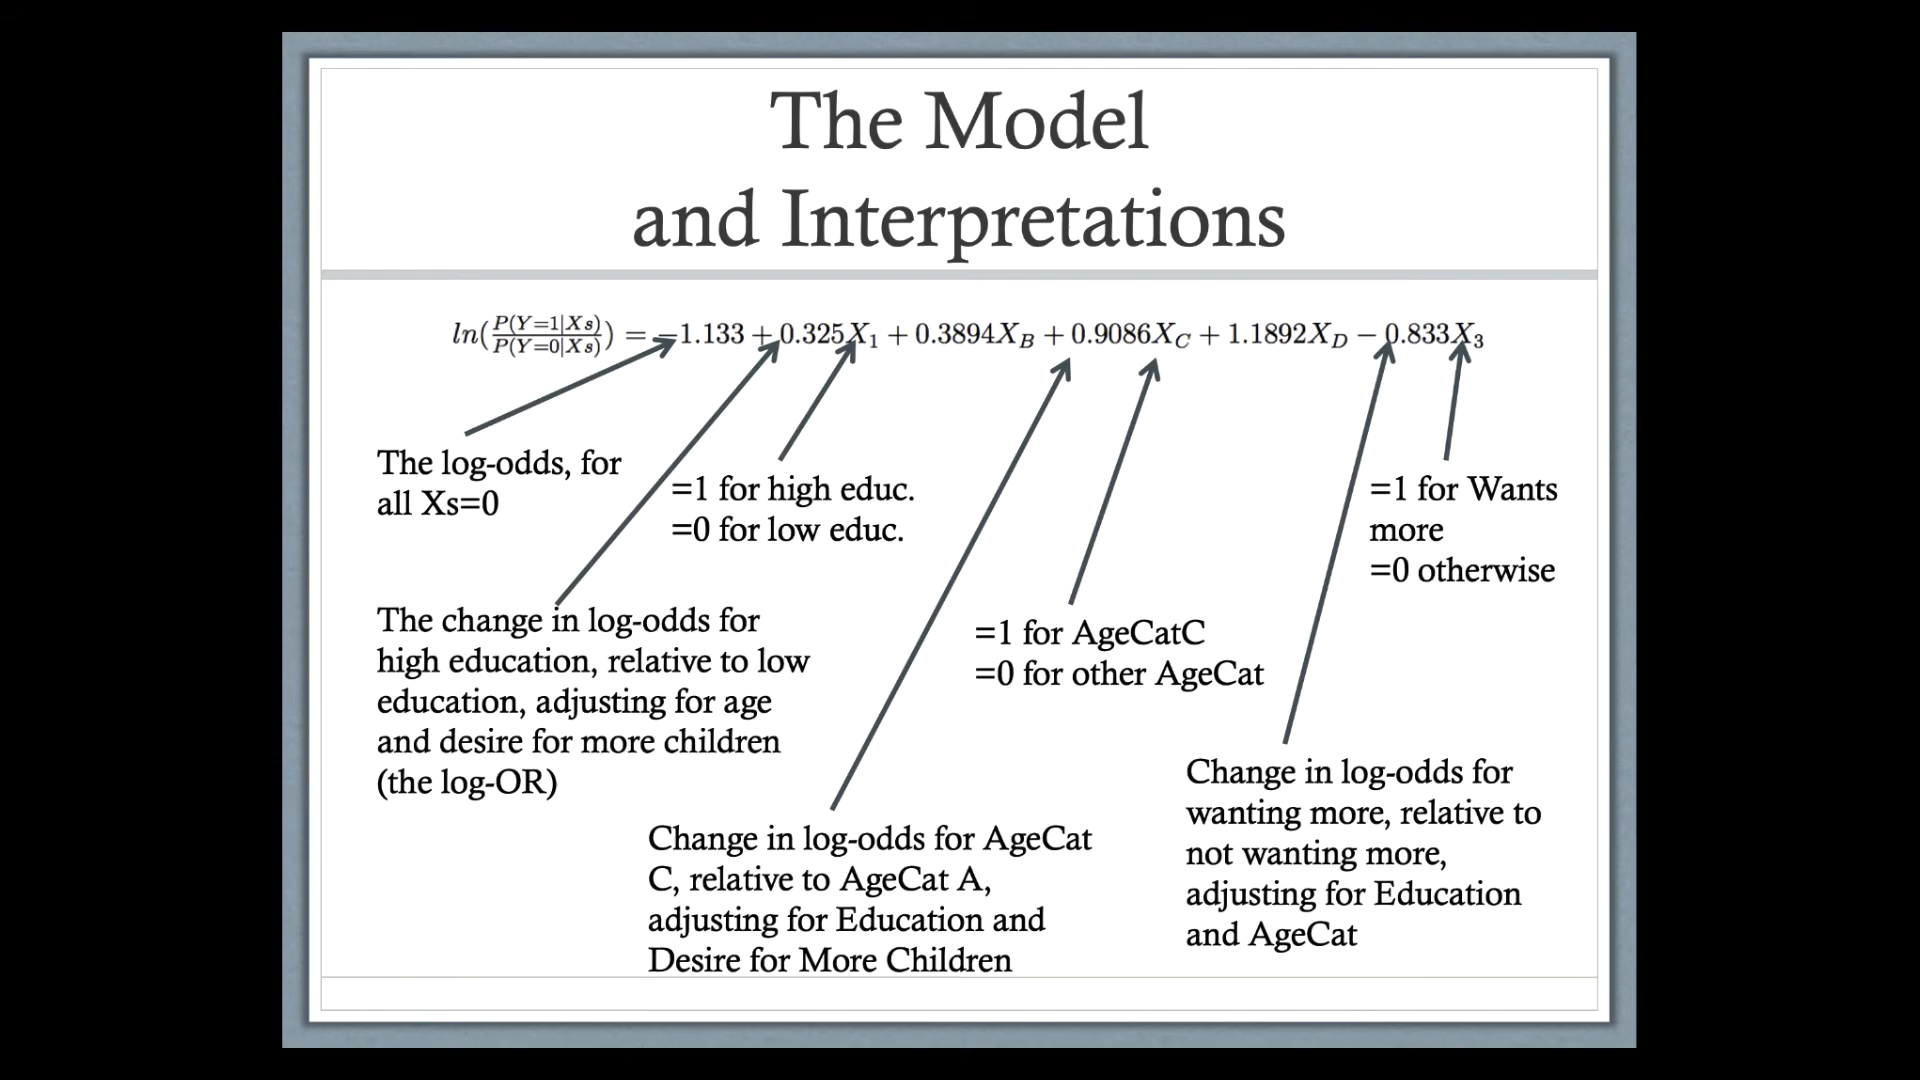 The Model
and Interpretations
ln(P(Y=1|Xs)/P(Y=0|Xs)) = −1.133 + 0.325X₁ + 0.3894X_B + 0.9086X_C + 1.1892X_D − 0.833X₃
The log-odds, for
all Xs=0
=1 for high educ.
=0 for low educ.
=1 for Wants
more
=0 otherwise
The change in log-odds for
high education, relative to low
education, adjusting for age
and desire for more children
(the log-OR)
=1 for AgeCatC
=0 for other AgeCat
Change in log-odds for AgeCat
C, relative to AgeCat A,
adjusting for Education and
Desire for More Children
Change in log-odds for
wanting more, relative to
not wanting more,
adjusting for Education
and AgeCat